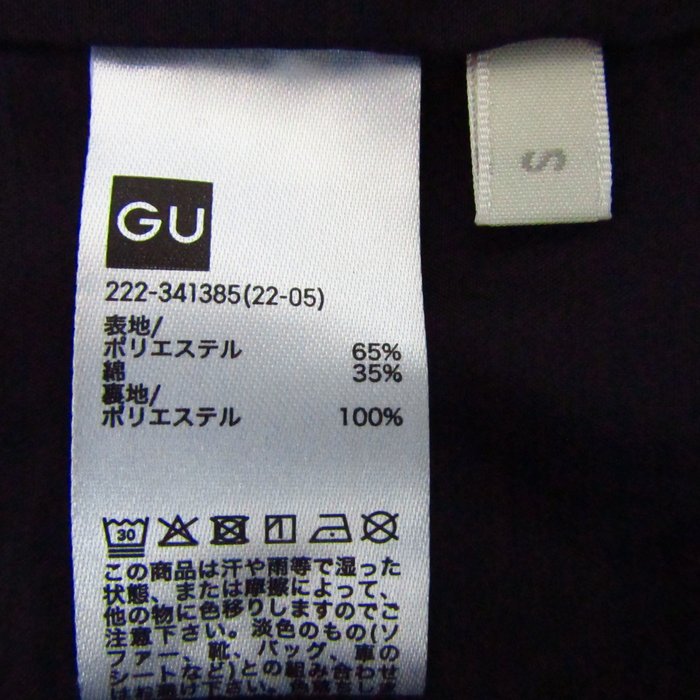 GU
S
222-341385(22-05)
表地/
ポリエステル 65%
綿 35%
裏地/
ポリエステル 100%
30
この商品は汗や雨等で湿った
状態、または摩擦によって、
他の物に色移りしますのでご
注意下さい。淡色のもの(ソ
ファー、靴、バッグ、車の
シートなど)との組み合わせ